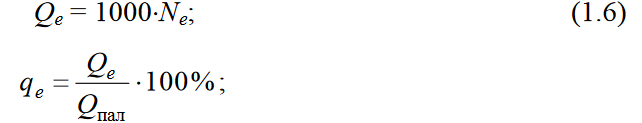 Qe = 1000·Ne; (1.6)
qe = Qe / Qпал ·100%;